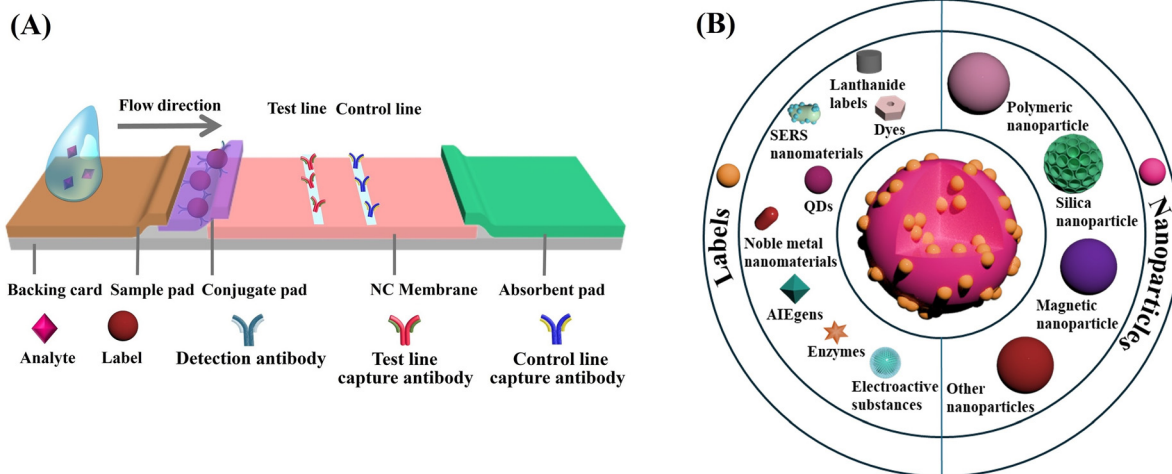 (A)
Flow direction
Test line
Control line
Backing card
Sample pad
Conjugate pad
NC Membrane
Absorbent pad
Analyte
Label
Detection antibody
Test line
capture antibody
Control line
capture antibody
(B)
Labels
Lanthanide
labels
Dyes
SERS
nanomaterials
QDs
Noble metal
nanomaterials
AIEgens
Enzymes
Electroactive
substances
Nanoparticles
Polymeric
nanoparticle
Silica
nanoparticle
Magnetic
nanoparticle
Other
nanoparticles